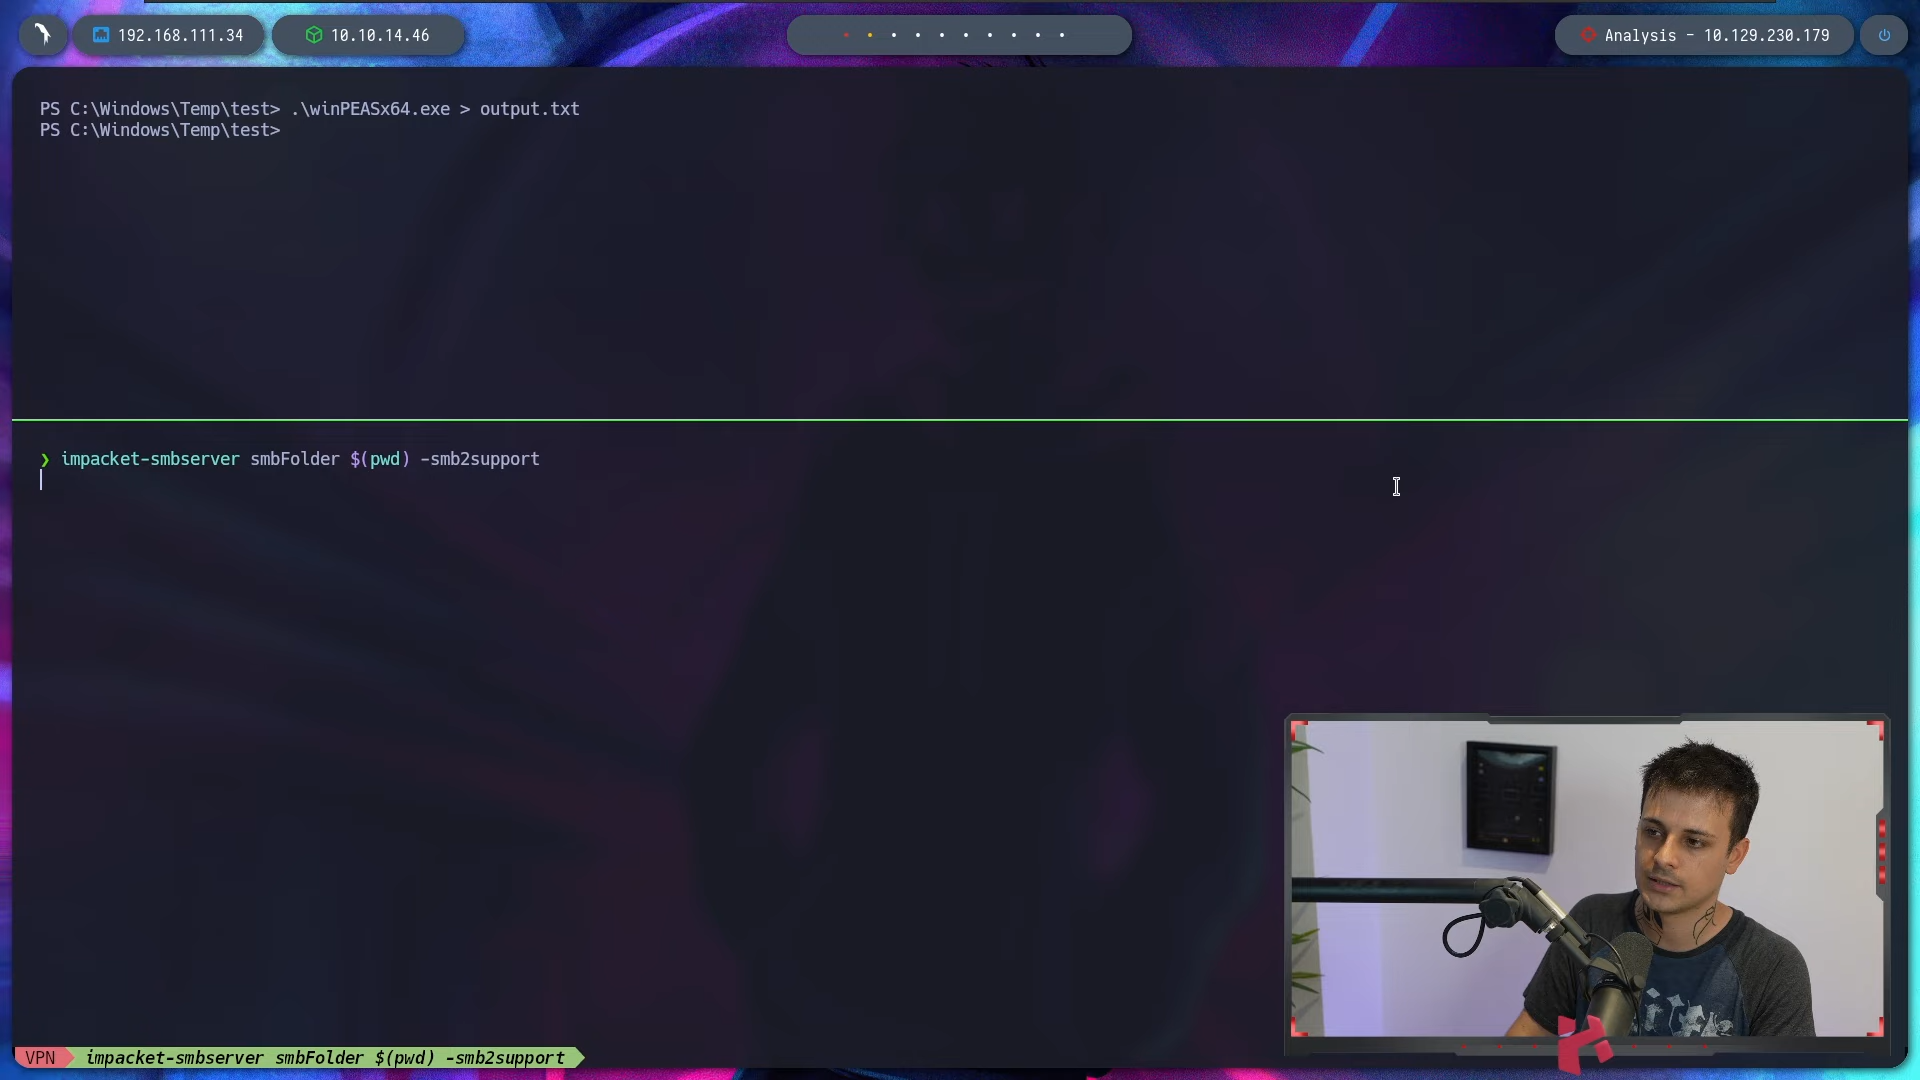 192.168.111.34
10.10.14.46
Analysis - 10.129.230.179
PS C:\Windows\Temp\test> .\winPEASx64.exe > output.txt
PS C:\Windows\Temp\test>
❯ impacket-smbserver smbFolder $(pwd) -smb2support
VPN impacket-smbserver smbFolder $(pwd) -smb2support